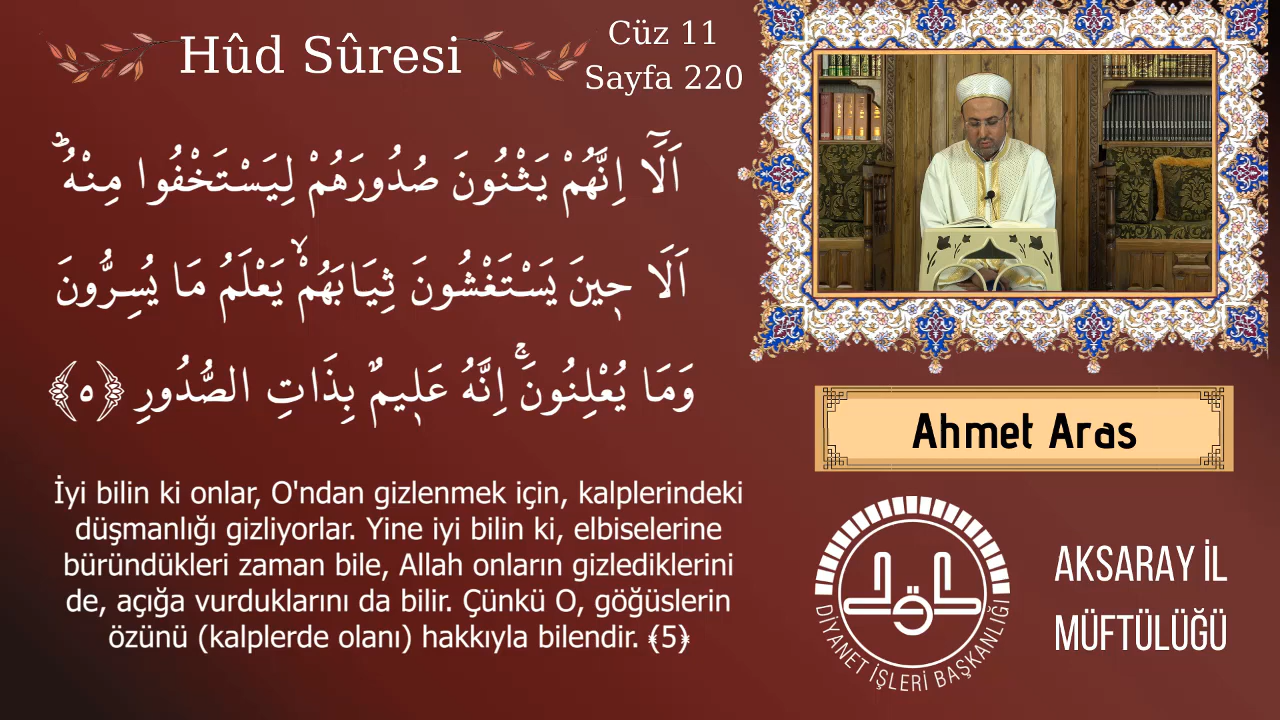 Hûd Sûresi
Cüz 11
Sayfa 220
اَلَٓا اِنَّهُمْ يَثْنُونَ صُدُورَهُمْ لِيَسْتَخْفُوا مِنْهُۜ
اَلَا ح۪ينَ يَسْتَغْشُونَ ثِيَابَهُمْۙ يَعْلَمُ مَا يُسِرُّونَ
وَمَا يُعْلِنُونَۚ اِنَّهُ عَل۪يمٌ بِذَاتِ الصُّدُورِ ﴿٥﴾
İyi bilin ki onlar, O'ndan gizlenmek için, kalplerindeki
düşmanlığı gizliyorlar. Yine iyi bilin ki, elbiselerine
büründükleri zaman bile, Allah onların gizlediklerini
de, açığa vurduklarını da bilir. Çünkü O, göğüslerin
özünü (kalplerde olanı) hakkıyla bilendir. ﴾5﴿
Ahmet Aras
DİYANET İŞLERİ BAŞKANLIĞI
AKSARAY İL
MÜFTÜLÜĞÜ